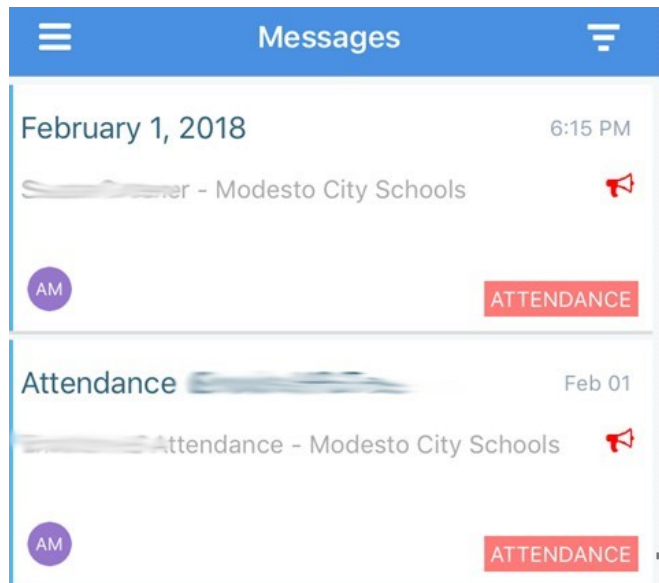 Messages
February 1, 2018 6:15 PM
- Modesto City Schools
AM
ATTENDANCE
Attendance Feb 01
Attendance - Modesto City Schools
AM
ATTENDANCE